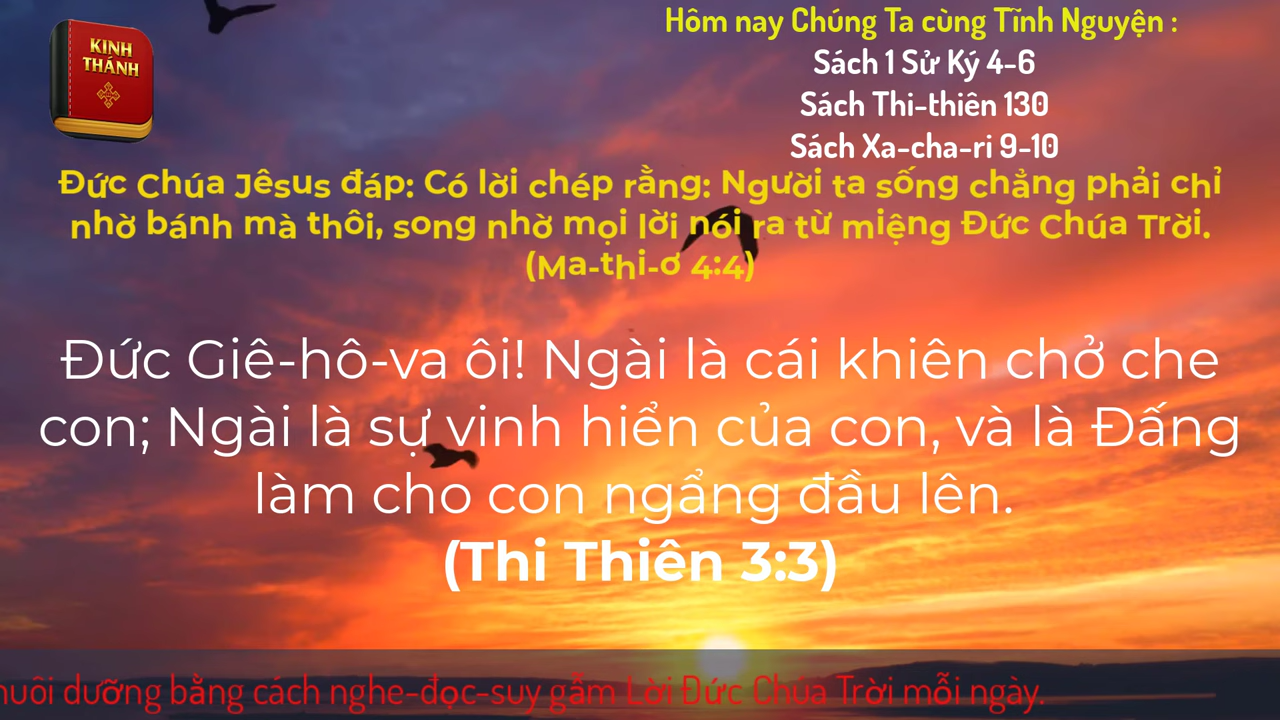 KINH
THÁNH
Hôm nay Chúng Ta cùng Tĩnh Nguyện :
Sách 1 Sử Ký 4-6
Sách Thi-thiên 130
Sách Xa-cha-ri 9-10
Đức Chúa Jêsus đáp: Có lời chép rằng: Người ta sống chẳng phải chỉ
nhờ bánh mà thôi, song nhờ mọi lời nói ra từ miệng Đức Chúa Trời.
(Ma-thi-ơ 4:4)
Đức Giê-hô-va ôi! Ngài là cái khiên chở che
con; Ngài là sự vinh hiển của con, và là Đấng
làm cho con ngẩng đầu lên.
(Thi Thiên 3:3)
dưỡng bằng cách nghe-đọc-suy gẫm Lời Đức Chúa Trời mỗi ngày.